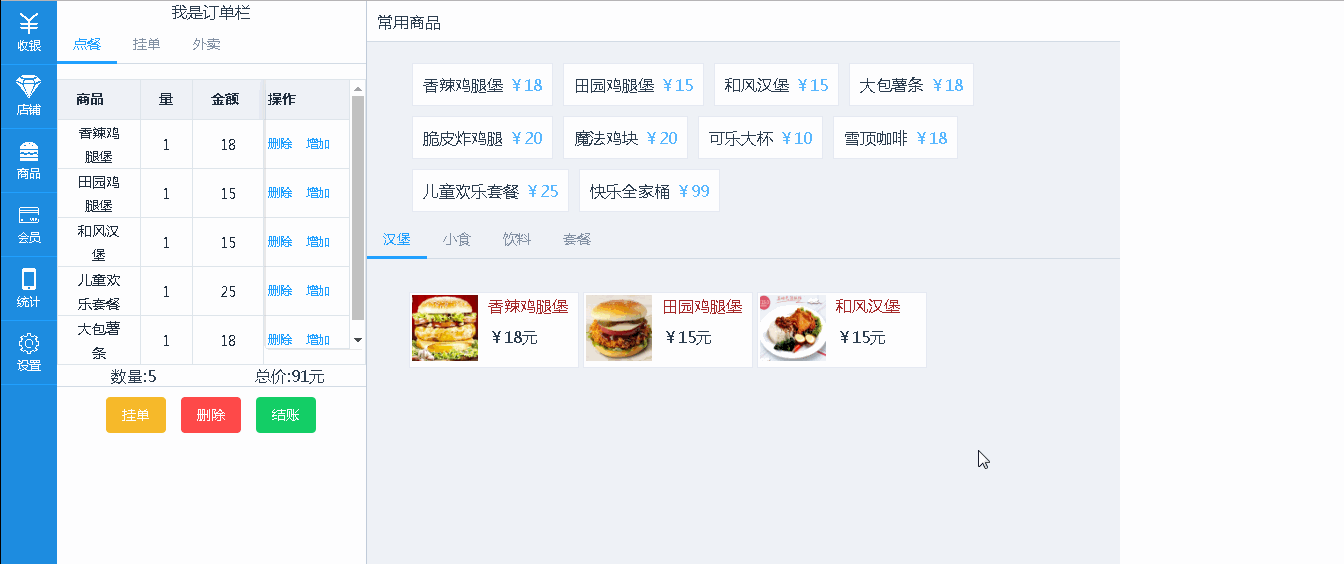 收银
店铺
商品
会员
统计
设置
我是订单栏
点餐 挂单 外卖
商品 量 金额 操作
香辣鸡
腿堡
1 18 删除 增加
田园鸡
腿堡
1 15 删除 增加
和风汉
堡
1 15 删除 增加
儿童欢
乐套餐
1 25 删除 增加
大包薯
条
1 18 删除 增加
数量:5 总价:91元
挂单 删除 结账
常用商品
香辣鸡腿堡 ￥18 田园鸡腿堡 ￥15 和风汉堡 ￥15 大包薯条 ￥18
脆皮炸鸡腿 ￥20 魔法鸡块 ￥20 可乐大杯 ￥10 雪顶咖啡 ￥18
儿童欢乐套餐 ￥25 快乐全家桶 ￥99
汉堡 小食 饮料 套餐
香辣鸡腿堡 田园鸡腿堡 和风汉堡
￥18元 ￥15元 ￥15元